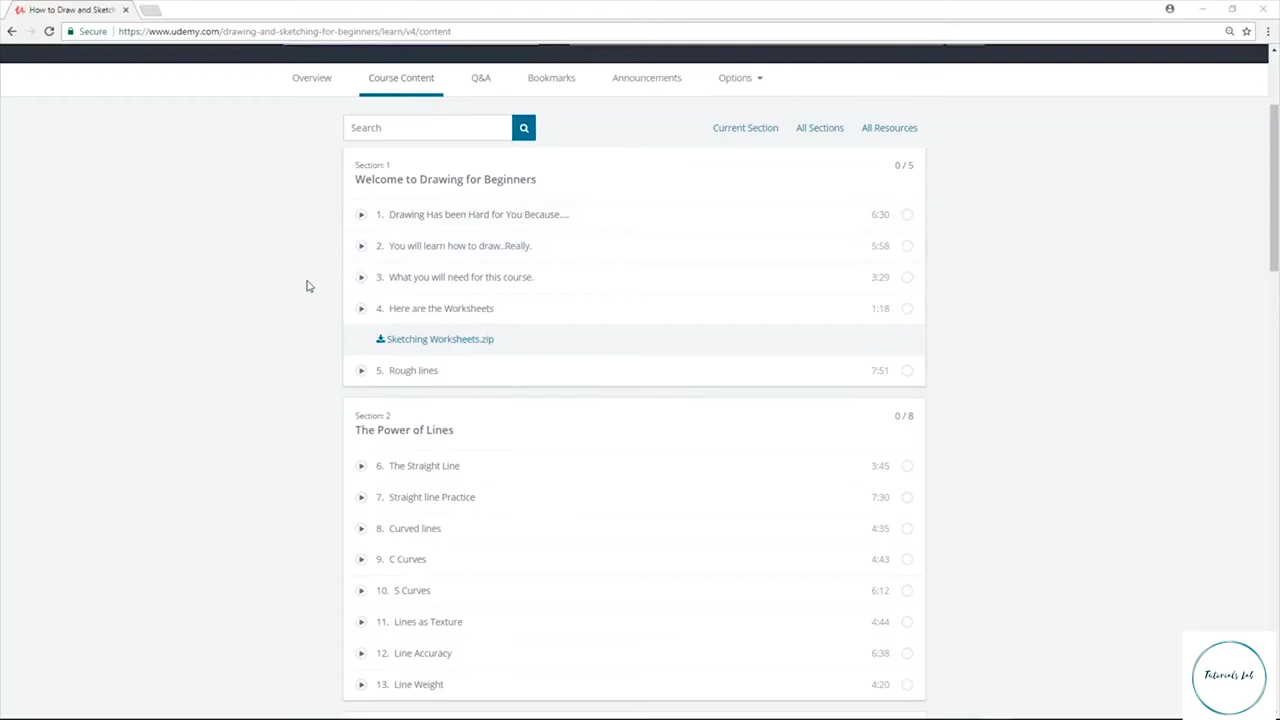 How to Draw and Sketch
Secure https://www.udemy.com/drawing-and-sketching-for-beginners/learn/v4/content
Overview Course Content Q&A Bookmarks Announcements Options
Search Current Section All Sections All Resources
Section: 1 0 / 5
Welcome to Drawing for Beginners
1. Drawing Has been Hard for You Because.... 6:30
2. You will learn how to draw..Really. 5:58
3. What you will need for this course. 3:29
4. Here are the Worksheets 1:18
Sketching Worksheets.zip
5. Rough lines 7:51
Section: 2 0 / 8
The Power of Lines
6. The Straight Line 3:45
7. Straight line Practice 7:30
8. Curved lines 4:35
9. C Curves 4:43
10. S Curves 6:12
11. Lines as Texture 4:44
12. Line Accuracy 6:38
13. Line Weight 4:20
Tutorials Lab